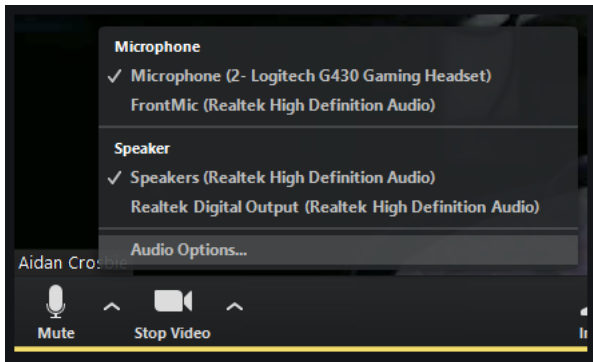 Microphone
Microphone (2- Logitech G430 Gaming Headset)
FrontMic (Realtek High Definition Audio)
Speaker
Speakers (Realtek High Definition Audio)
Realtek Digital Output (Realtek High Definition Audio)
Audio Options...
Aidan Crosbie
Mute Stop Video